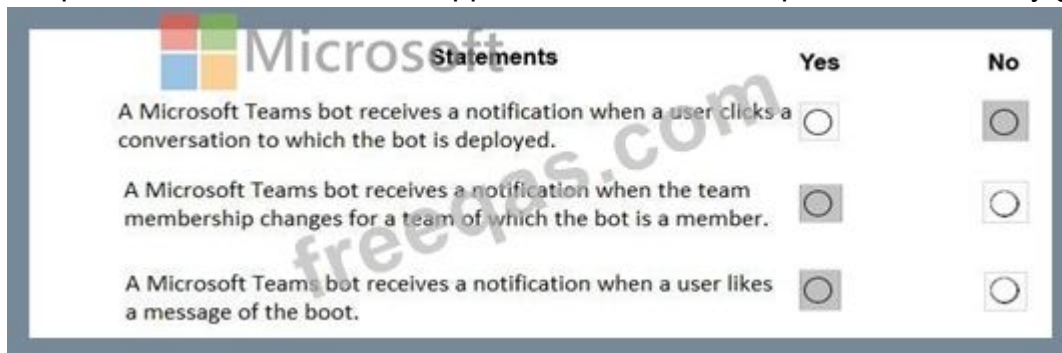 Microsoft
Statements Yes No
A Microsoft Teams bot receives a notification when a user clicks a
conversation to which the bot is deployed.
A Microsoft Teams bot receives a notification when the team
membership changes for a team of which the bot is a member.
A Microsoft Teams bot receives a notification when a user likes
a message of the boot.
freeqas.com